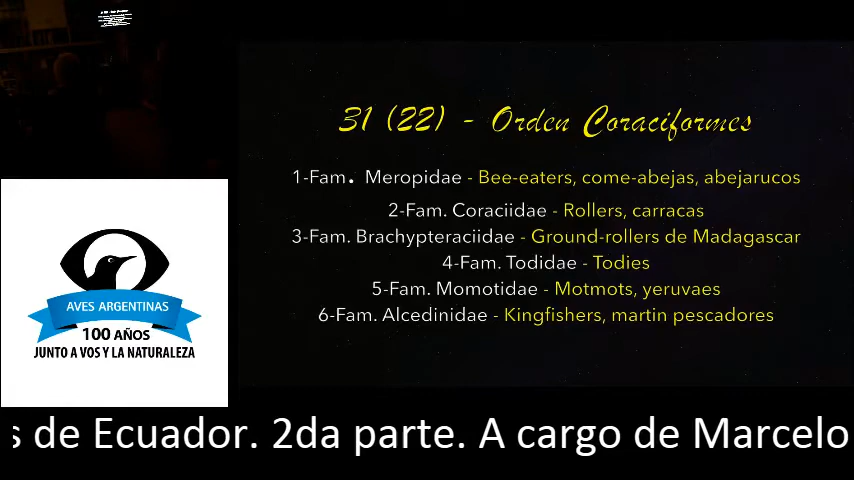 31 (22) - Orden Coraciformes
1-Fam. Meropidae - Bee-eaters, come-abejas, abejarucos
2-Fam. Coraciidae - Rollers, carracas
3-Fam. Brachypteraciidae - Ground-rollers de Madagascar
4-Fam. Todidae - Todies
5-Fam. Momotidae - Motmots, yeruvaes
6-Fam. Alcedinidae - Kingfishers, martin pescadores
AVES ARGENTINAS
100 AÑOS
JUNTO A VOS Y LA NATURALEZA
s de Ecuador. 2da parte. A cargo de Marcelo